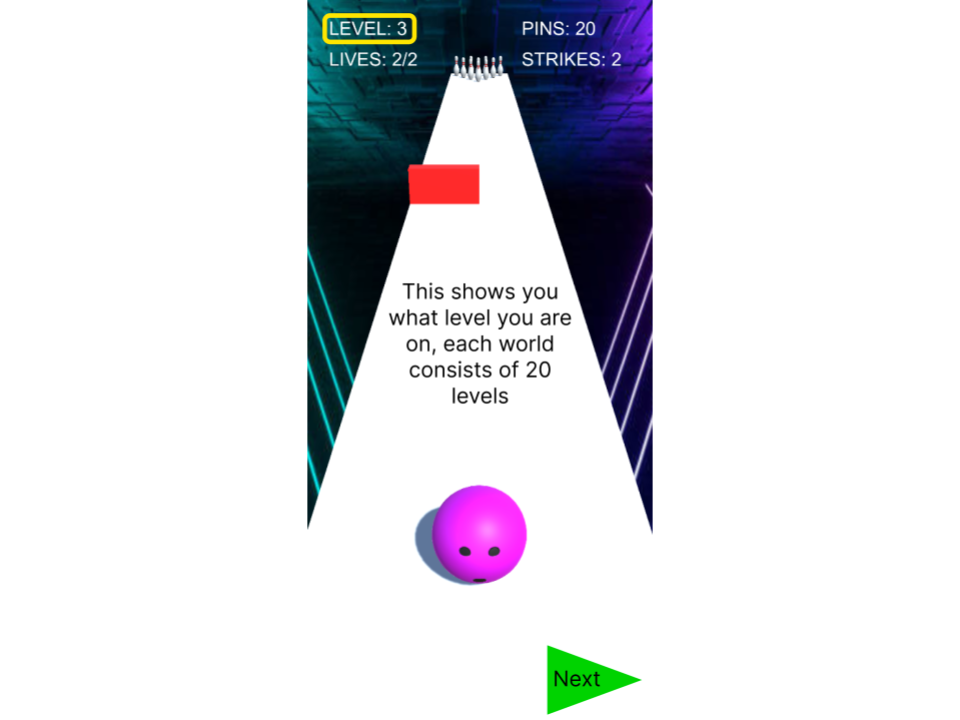 LEVEL: 3
PINS: 20
LIVES: 2/2
STRIKES: 2
This shows you
what level you are
on, each world
consists of 20
levels
Next